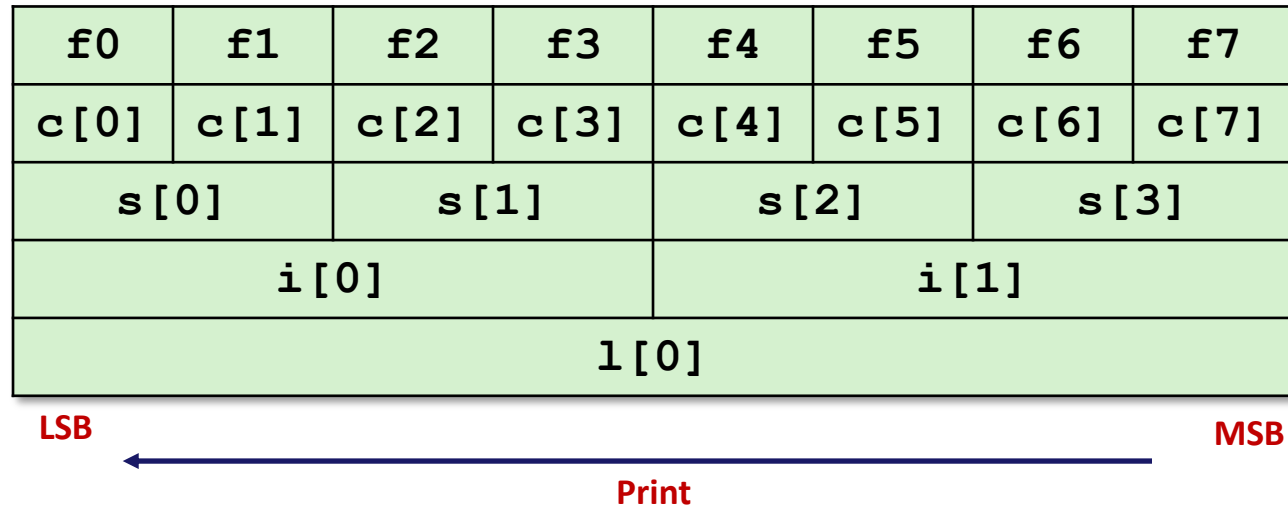 f0 f1 f2 f3 f4 f5 f6 f7
c[0] c[1] c[2] c[3] c[4] c[5] c[6] c[7]
s[0] s[1] s[2] s[3]
i[0] i[1]
l[0]
LSB MSB
Print